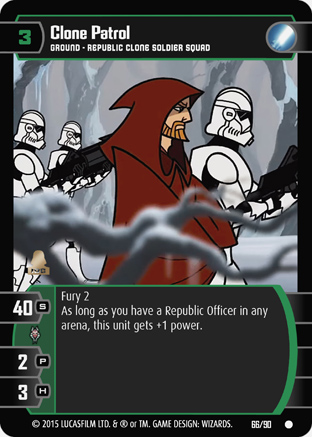 3
Clone Patrol
GROUND - REPUBLIC CLONE SOLDIER SQUAD
40 S
Fury 2
As long as you have a Republic Officer in any
arena, this unit gets +1 power.
2 P
3 H
© 2015 LUCASFILM LTD. & ® or TM. GAME DESIGN: WIZARDS.
66/90